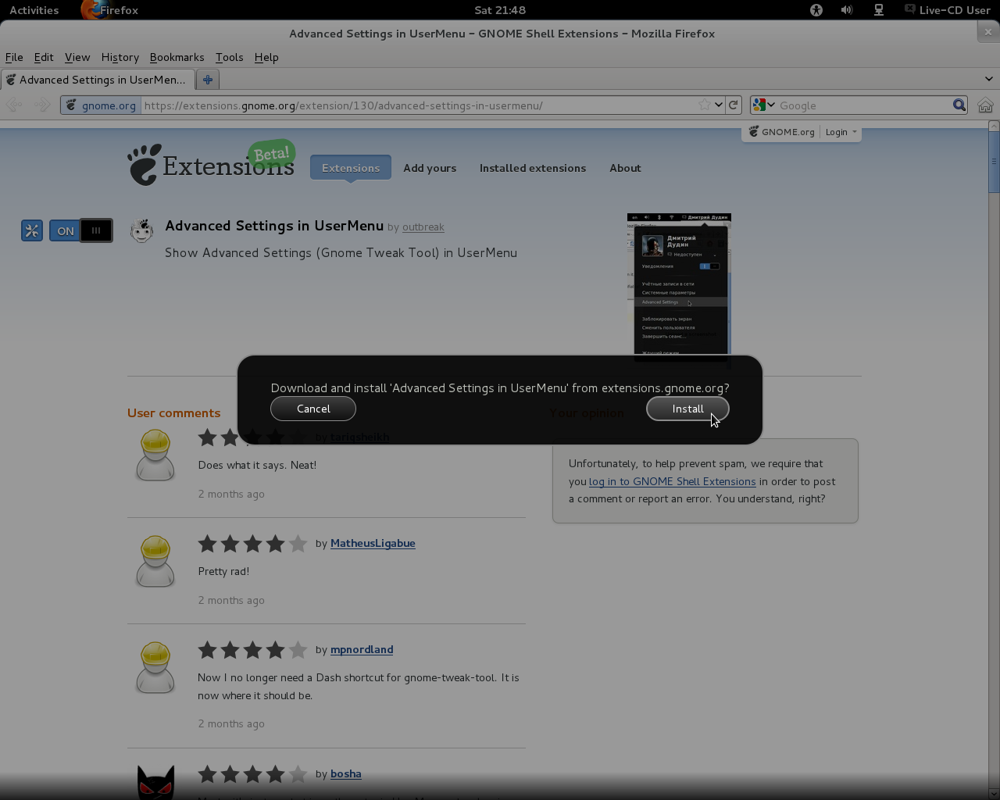 Activities
Firefox
Sat 21:48
Live-CD User
Advanced Settings in UserMenu - GNOME Shell Extensions - Mozilla Firefox
File Edit View History Bookmarks Tools Help
Advanced Settings in UserMen...
gnome.org
https://extensions.gnome.org/extension/130/advanced-settings-in-usermenu/
Google
GNOME.org
Login
Extensions
Beta!
Extensions
Add yours
Installed extensions
About
ON
Advanced Settings in UserMenu by outbreak
Show Advanced Settings (Gnome Tweak Tool) in UserMenu
Дмитрий Дудин
Дмитрий
Дудин
Недоступен
Уведомления
Учётные записи в сети
Системные параметры
Advanced Settings
Заблокировать экран
Сменить пользователя
Завершить сеанс...
Download and install 'Advanced Settings in UserMenu' from extensions.gnome.org?
Cancel
Install
User comments
Your opinion
by tariqsheikh
Does what it says. Neat!
2 months ago
Unfortunately, to help prevent spam, we require that
you log in to GNOME Shell Extensions in order to post
a comment or report an error. You understand, right?
by MatheusLigabue
Pretty rad!
2 months ago
by mpnordland
Now I no longer need a Dash shortcut for gnome-tweak-tool. It is
now where it should be.
2 months ago
by bosha